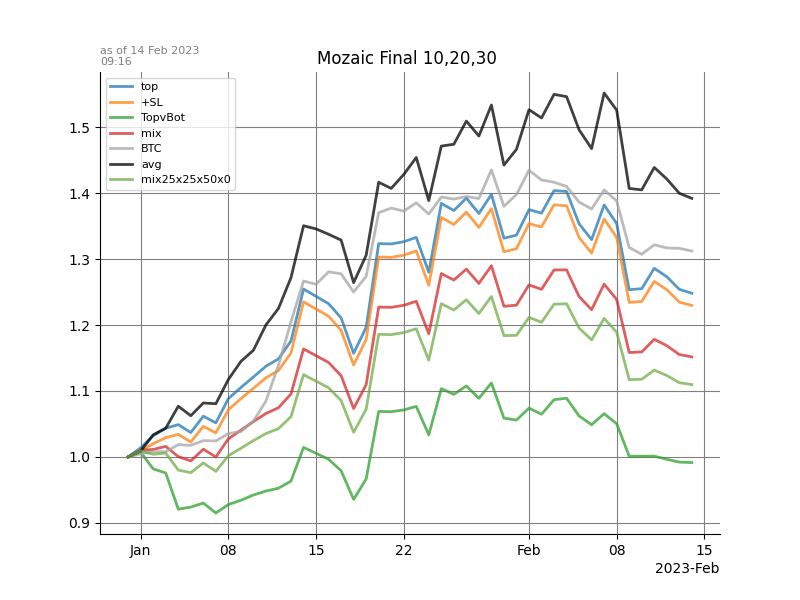 as of 14 Feb 2023
09:16
Mozaic Final 10,20,30
top
+SL
TopvBot
mix
BTC
avg
mix25x25x50x0
1.5
1.4
1.3
1.2
1.1
1.0
0.9
Jan 08 15 22 Feb 08 15
2023-Feb